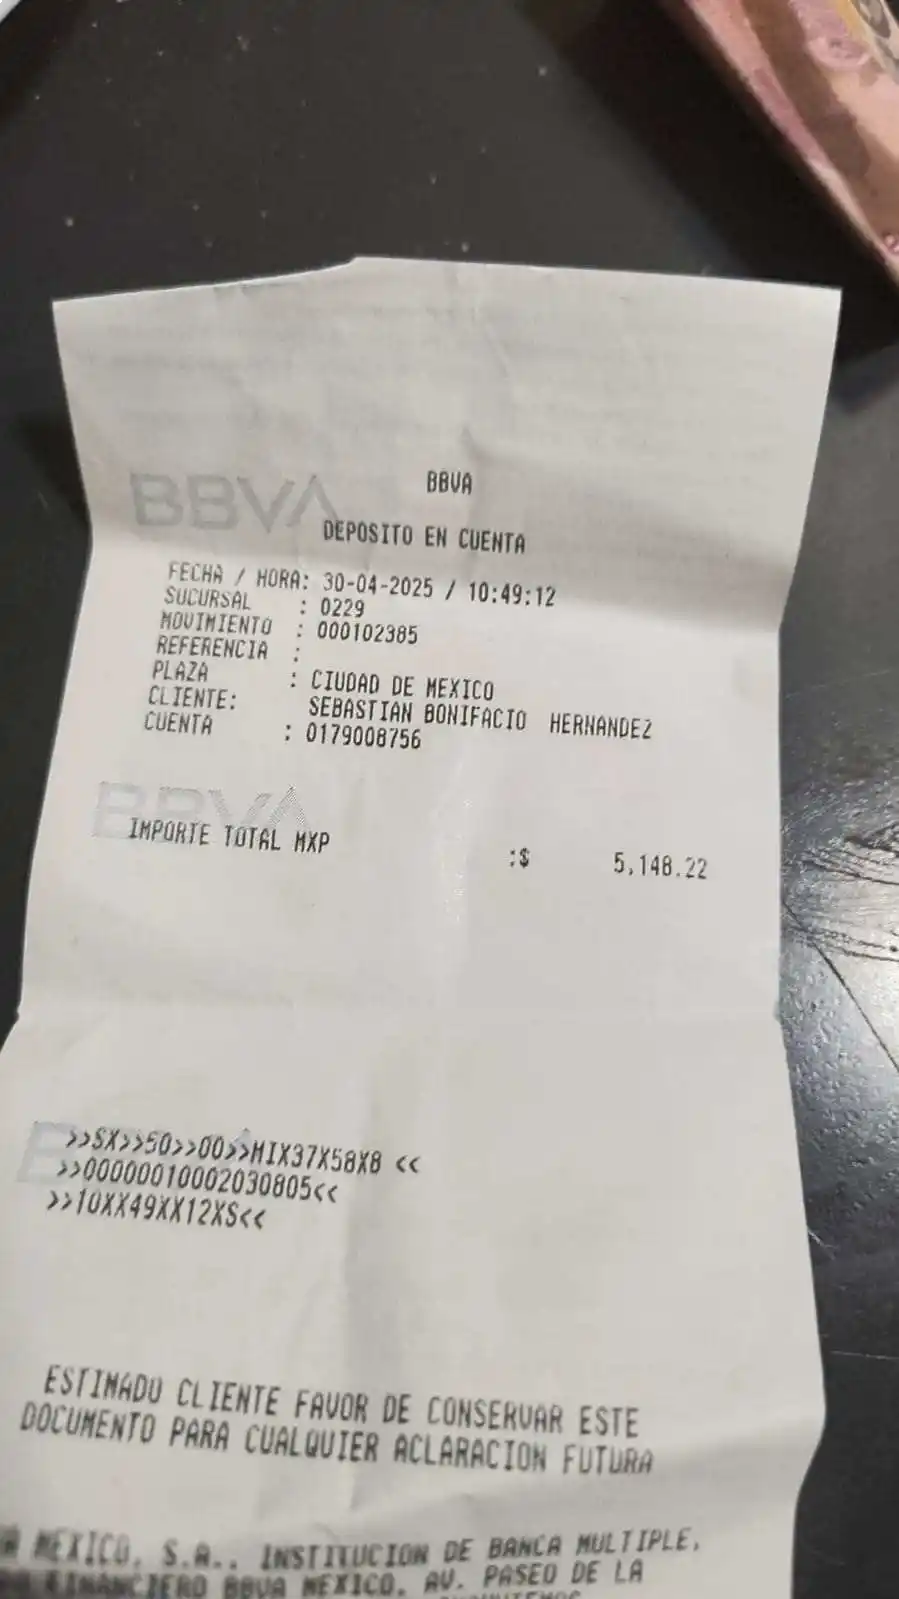 BBVA
BBVA
DEPOSITO EN CUENTA
FECHA / HORA: 30-04-2025 / 10:49:12
SUCURSAL : 0229
MOVIMIENTO : 000102385
REFERENCIA :
PLAZA : CIUDAD DE MEXICO
CLIENTE: SEBASTIAN BONIFACIO HERNANDEZ
CUENTA : 0179008756
BBVA
IMPORTE TOTAL MXP :$ 5,148.22
>>SX>>50>>00>>MIX37X58X8 <<
>>00000010002030805<<
>>10XX49XX12XS<<
ESTIMADO CLIENTE FAVOR DE CONSERVAR ESTE
DOCUMENTO PARA CUALQUIER ACLARACION FUTURA
MEXICO, S.A., INSTITUCION DE BANCA MULTIPLE,
FINANCIERO BBVA MEXICO. AV. PASEO DE LA